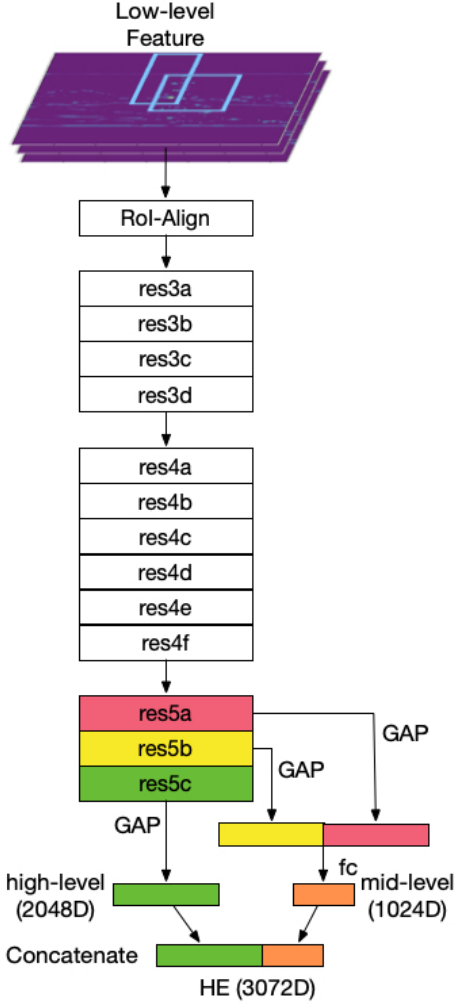 Low-level
Feature
RoI-Align
res3a
res3b
res3c
res3d
res4a
res4b
res4c
res4d
res4e
res4f
res5a
res5b
res5c
GAP
GAP
GAP
fc
high-level
(2048D)
mid-level
(1024D)
Concatenate
HE (3072D)